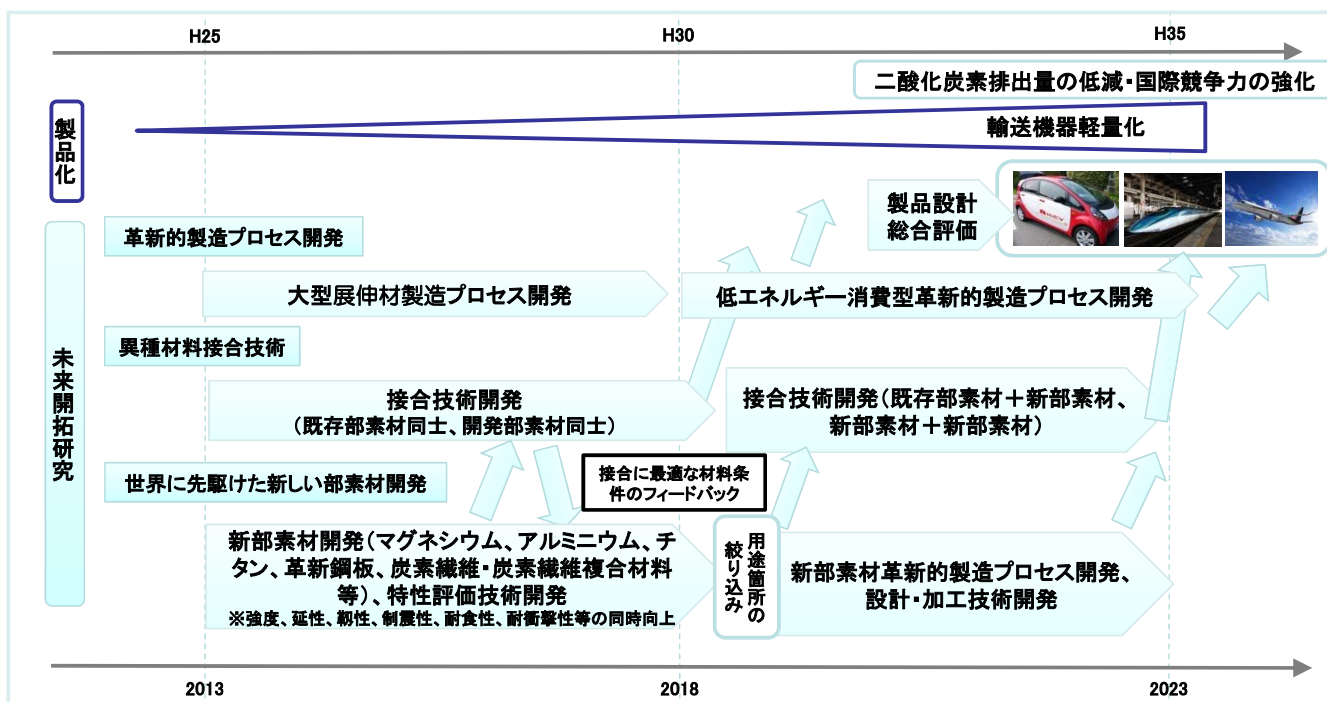 H25
H30
H35
二酸化炭素排出量の低減・国際競争力の強化
製品化
輸送機器軽量化
製品設計
総合評価
未来開拓研究
革新的製造プロセス開発
大型展伸材製造プロセス開発
低エネルギー消費型革新的製造プロセス開発
異種材料接合技術
接合技術開発
(既存部素材同士、開発部素材同士)
接合技術開発(既存部素材+新部素材、
新部素材+新部素材)
世界に先駆けた新しい部素材開発
接合に最適な材料条
件のフィードバック
新部素材開発(マグネシウム、アルミニウム、チ
タン、革新鋼板、炭素繊維・炭素繊維複合材料
等)、特性評価技術開発
※強度、延性、靭性、制震性、耐食性、耐衝撃性等の同時向上
用途箇所の
絞り込み
新部素材革新的製造プロセス開発、
設計・加工技術開発
2013
2018
2023